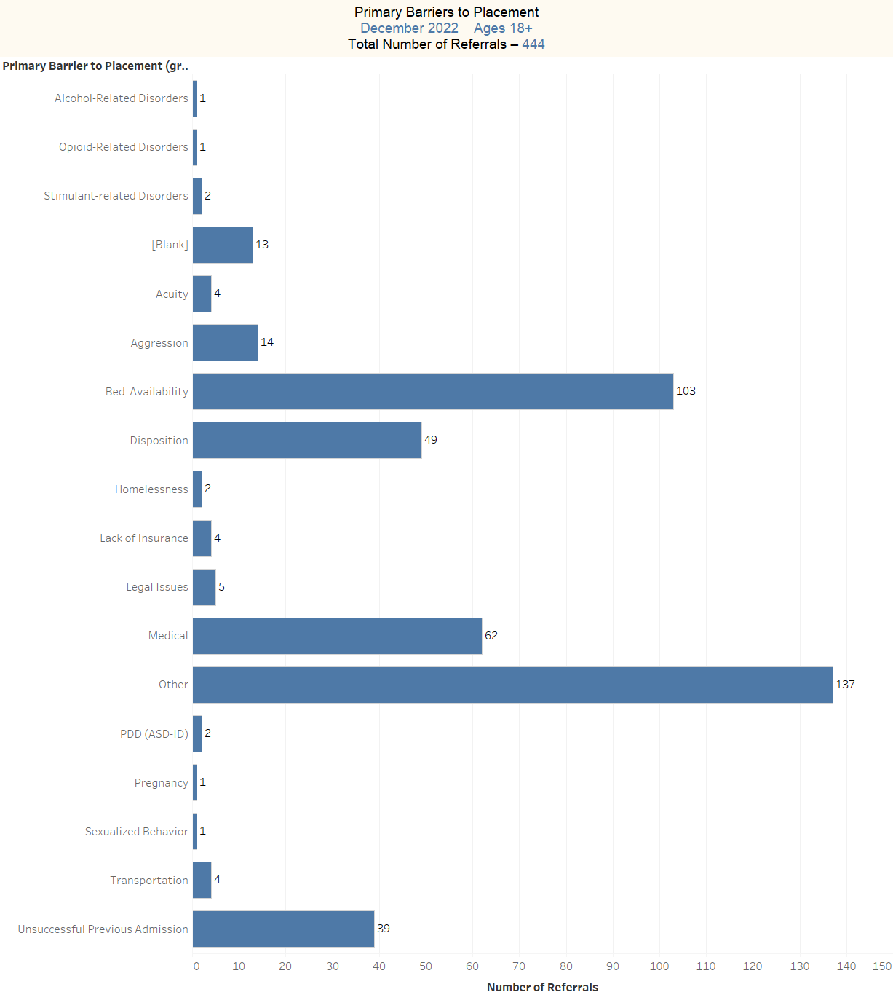 Primary Barriers to Placement
December 2022 Ages 18+
Total Number of Referrals – 444
Primary Barrier to Placement (gr..
Alcohol-Related Disorders 1
Opioid-Related Disorders 1
Stimulant-related Disorders 2
[Blank] 13
Acuity 4
Aggression 14
Bed Availability 103
Disposition 49
Homelessness 2
Lack of Insurance 4
Legal Issues 5
Medical 62
Other 137
PDD (ASD-ID) 2
Pregnancy 1
Sexualized Behavior 1
Transportation 4
Unsuccessful Previous Admission 39
0 10 20 30 40 50 60 70 80 90 100 110 120 130 140 150
Number of Referrals